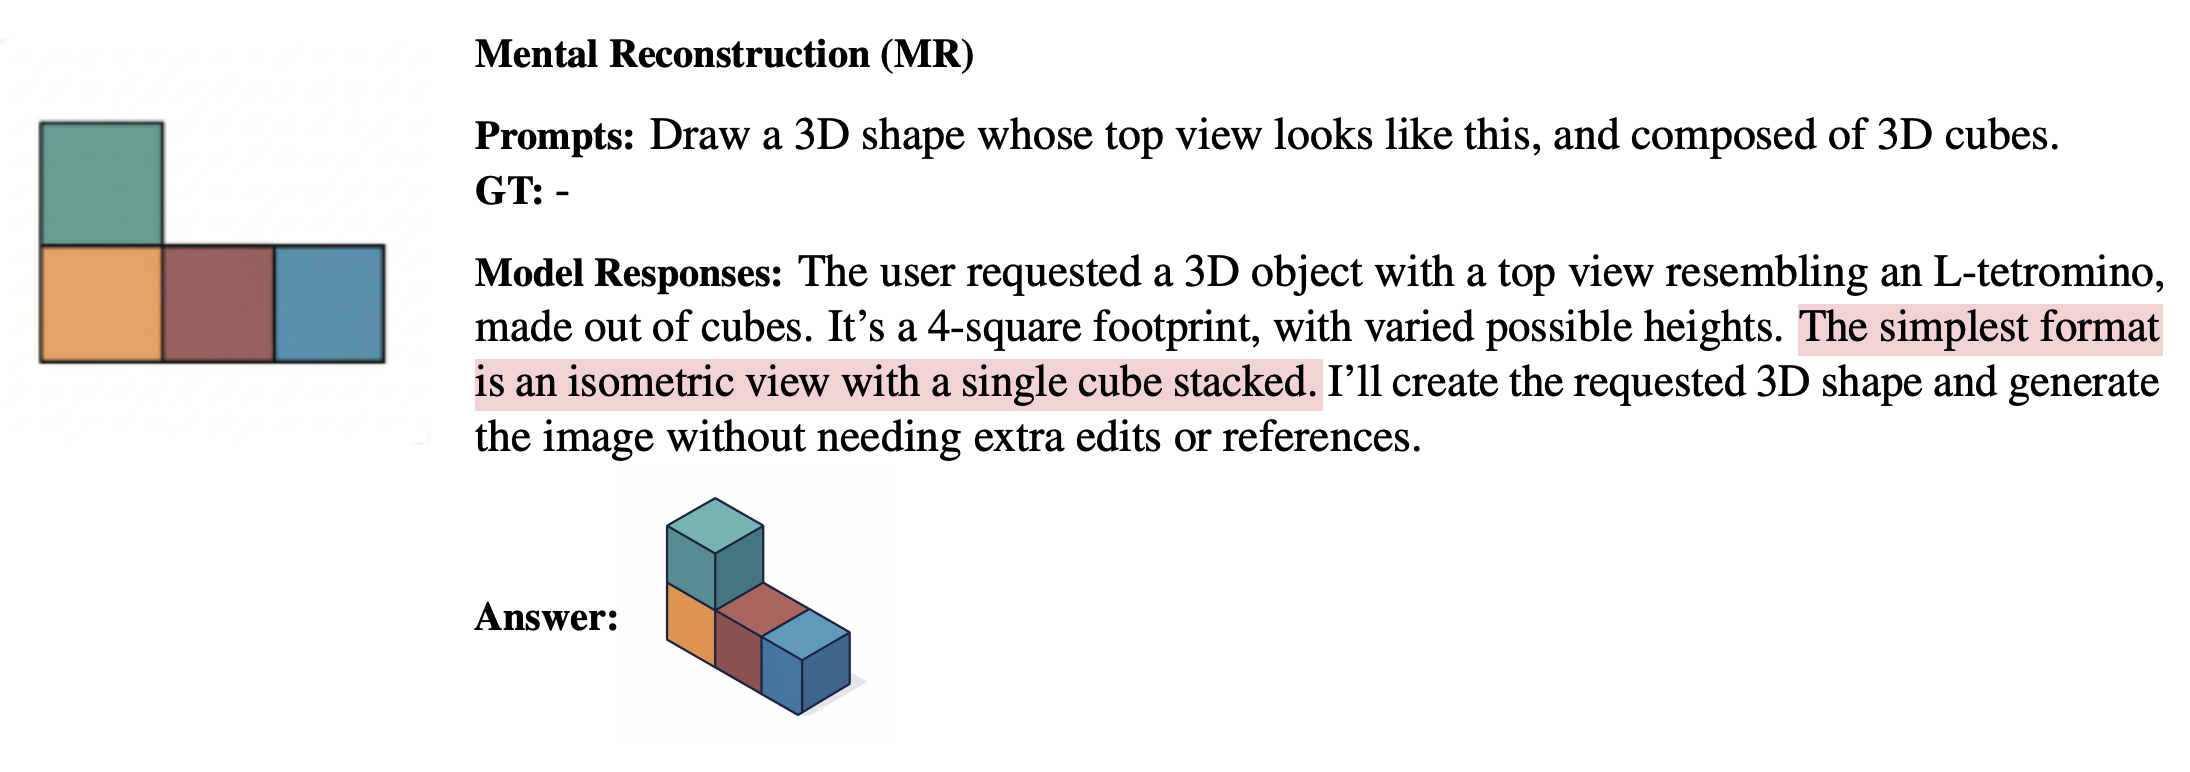 Mental Reconstruction (MR)
Prompts: Draw a 3D shape whose top view looks like this, and composed of 3D cubes.
GT: -
Model Responses: The user requested a 3D object with a top view resembling an L-tetromino,
made out of cubes. It’s a 4-square footprint, with varied possible heights. The simplest format
is an isometric view with a single cube stacked. I’ll create the requested 3D shape and generate
the image without needing extra edits or references.
Answer: